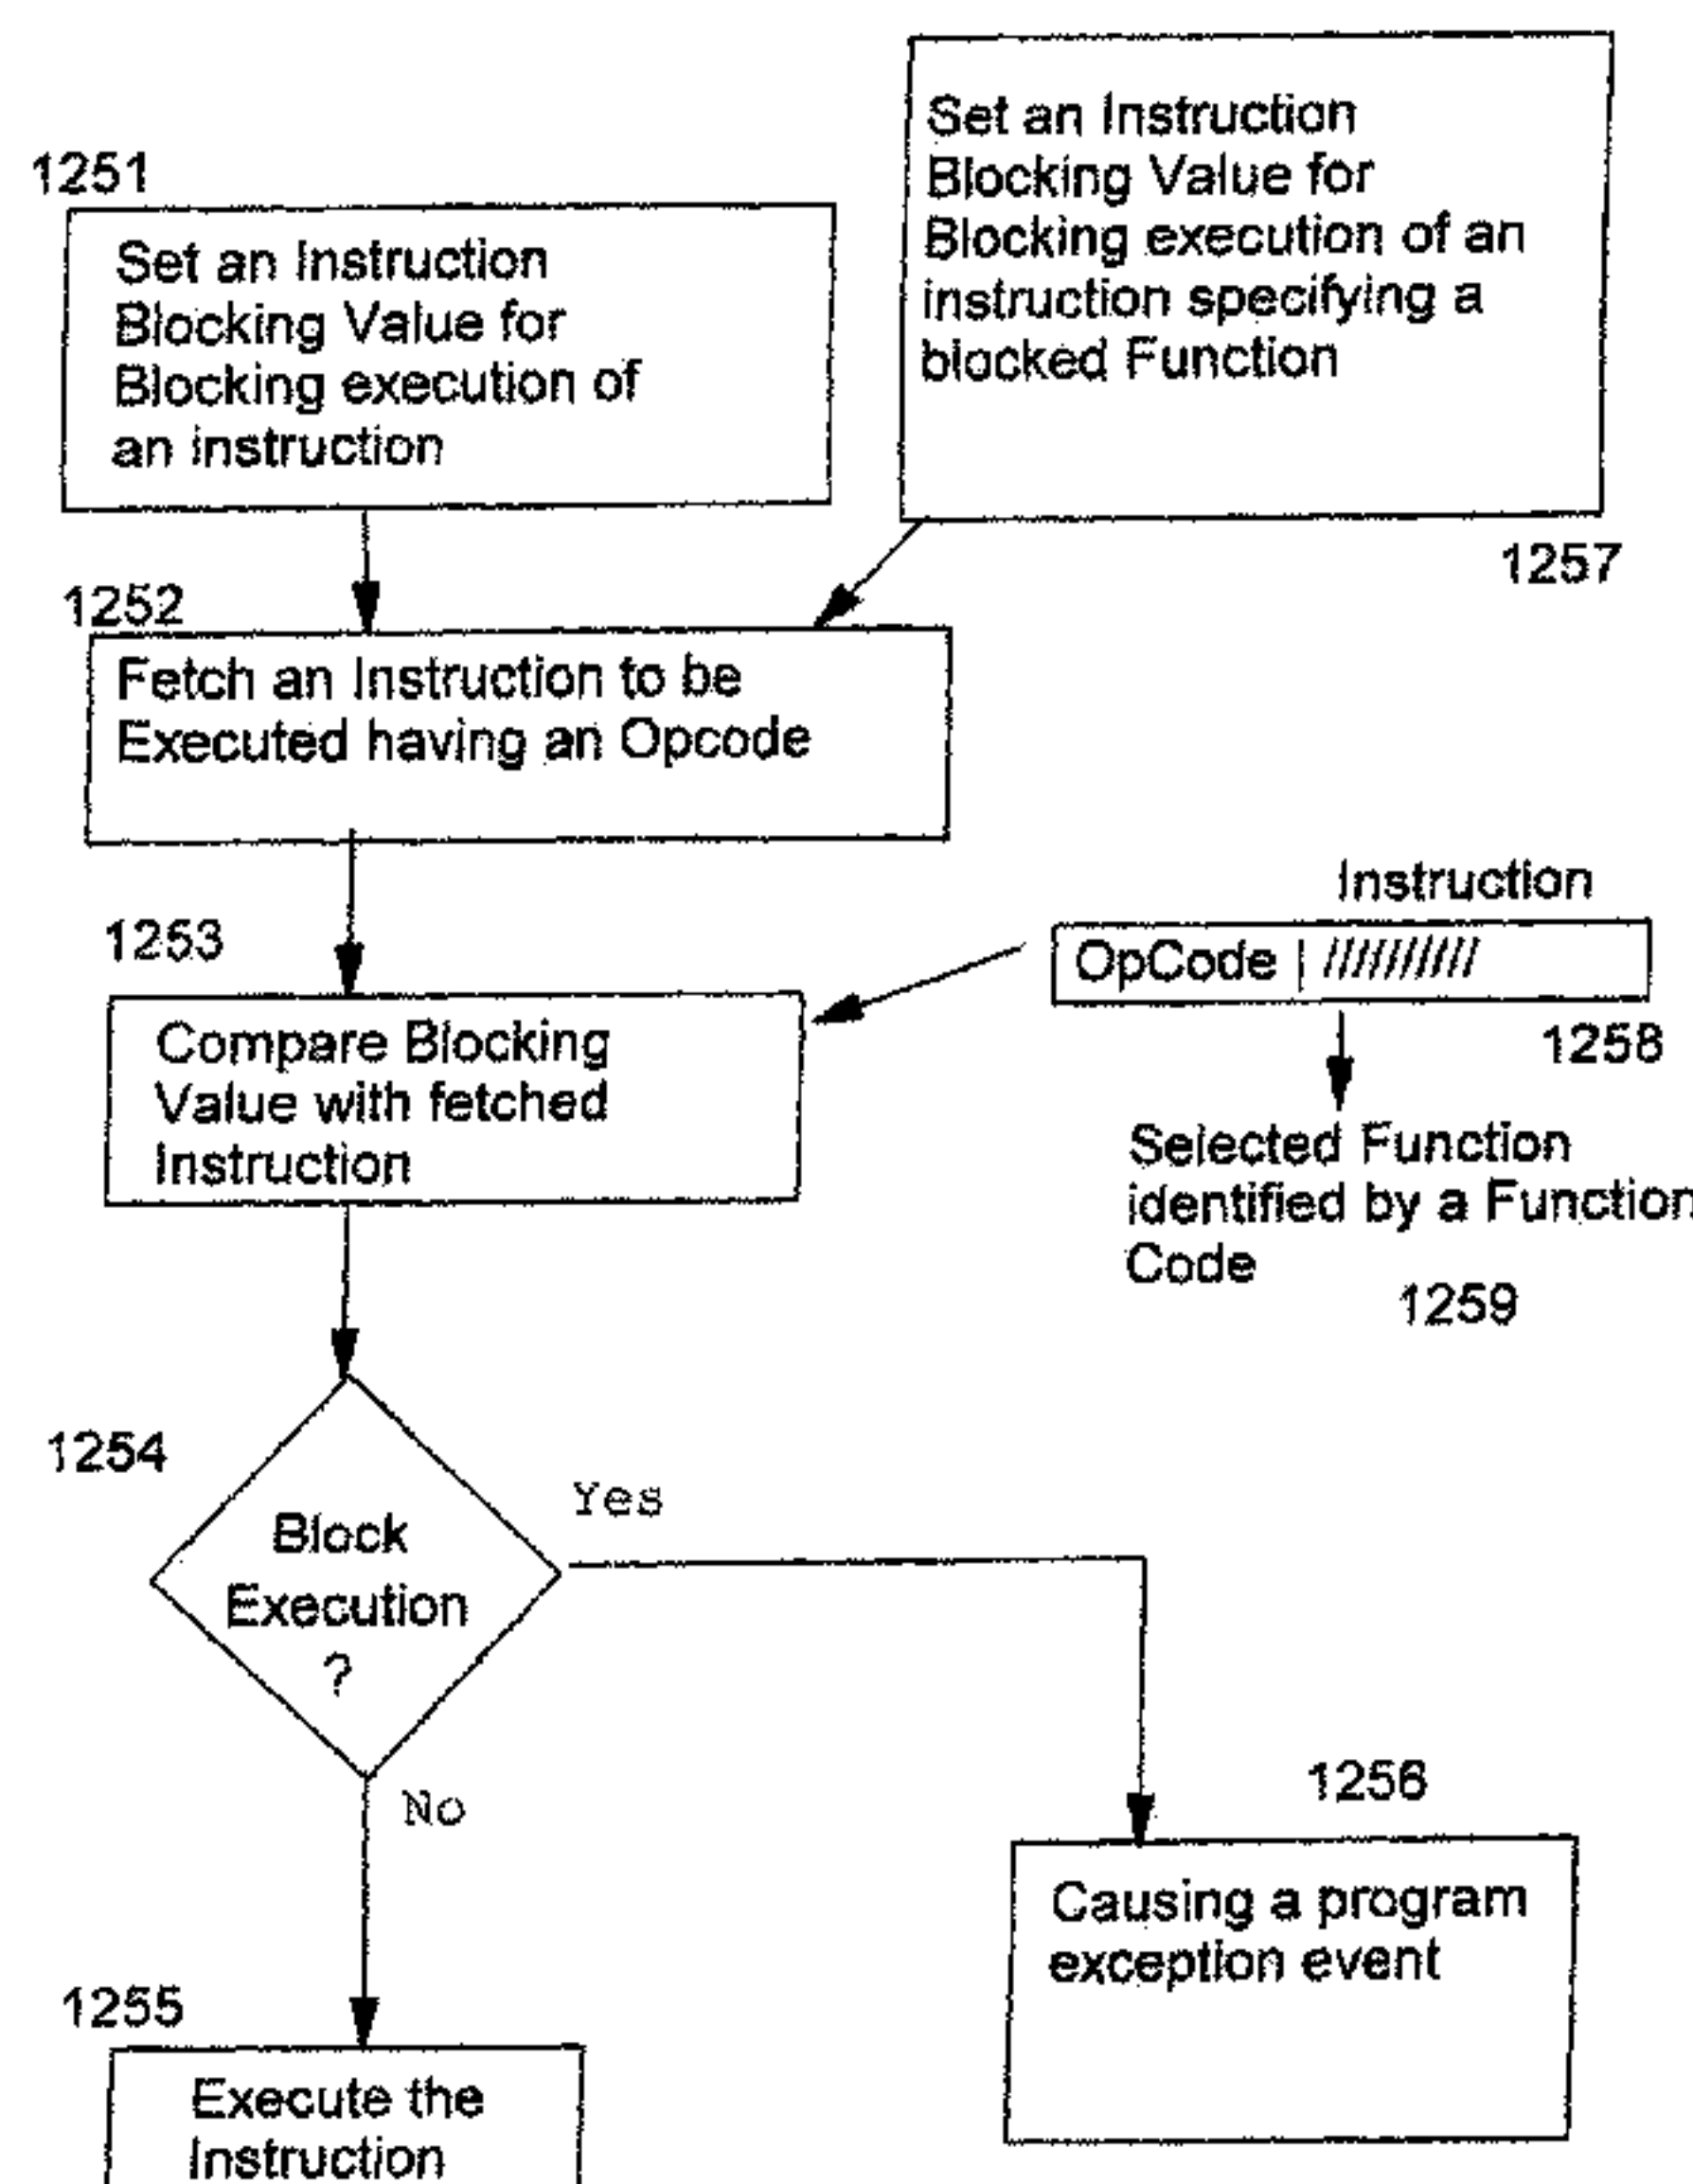 1251
Set an Instruction
Blocking Value for
Blocking execution of
an instruction
Set an Instruction
Blocking Value for
Blocking execution of an
instruction specifying a
blocked Function
1257
1252
Fetch an Instruction to be
Executed having an Opcode
1253
Compare Blocking
Value with fetched
Instruction
Instruction
OpCode | //////////
1258
Selected Function
identified by a Function
Code
1259
1254
Block
Execution
?
Yes
No
1256
Causing a program
exception event
1255
Execute the
Instruction